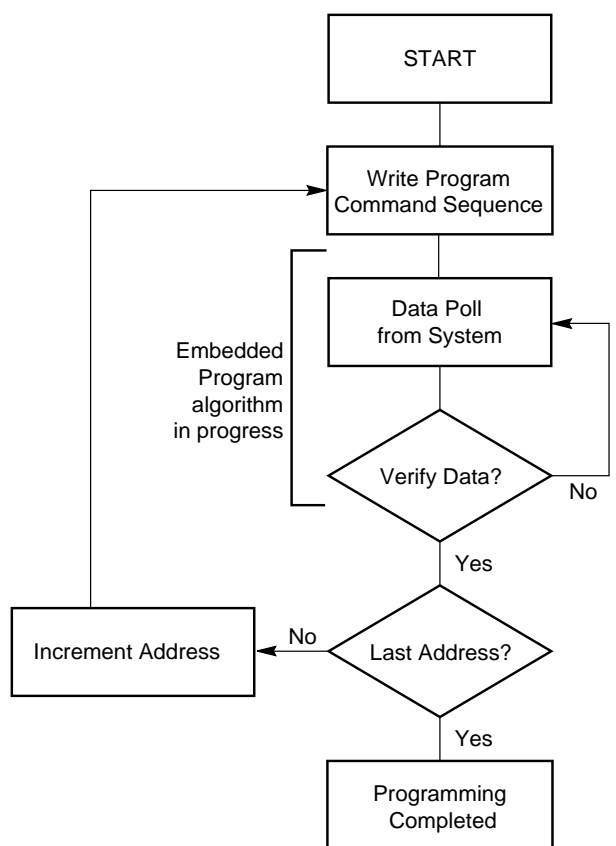 START
Write Program
Command Sequence
Data Poll
from System
Embedded
Program
algorithm
in progress
Verify Data?
No
Yes
Last Address?
No
Increment Address
Yes
Programming
Completed